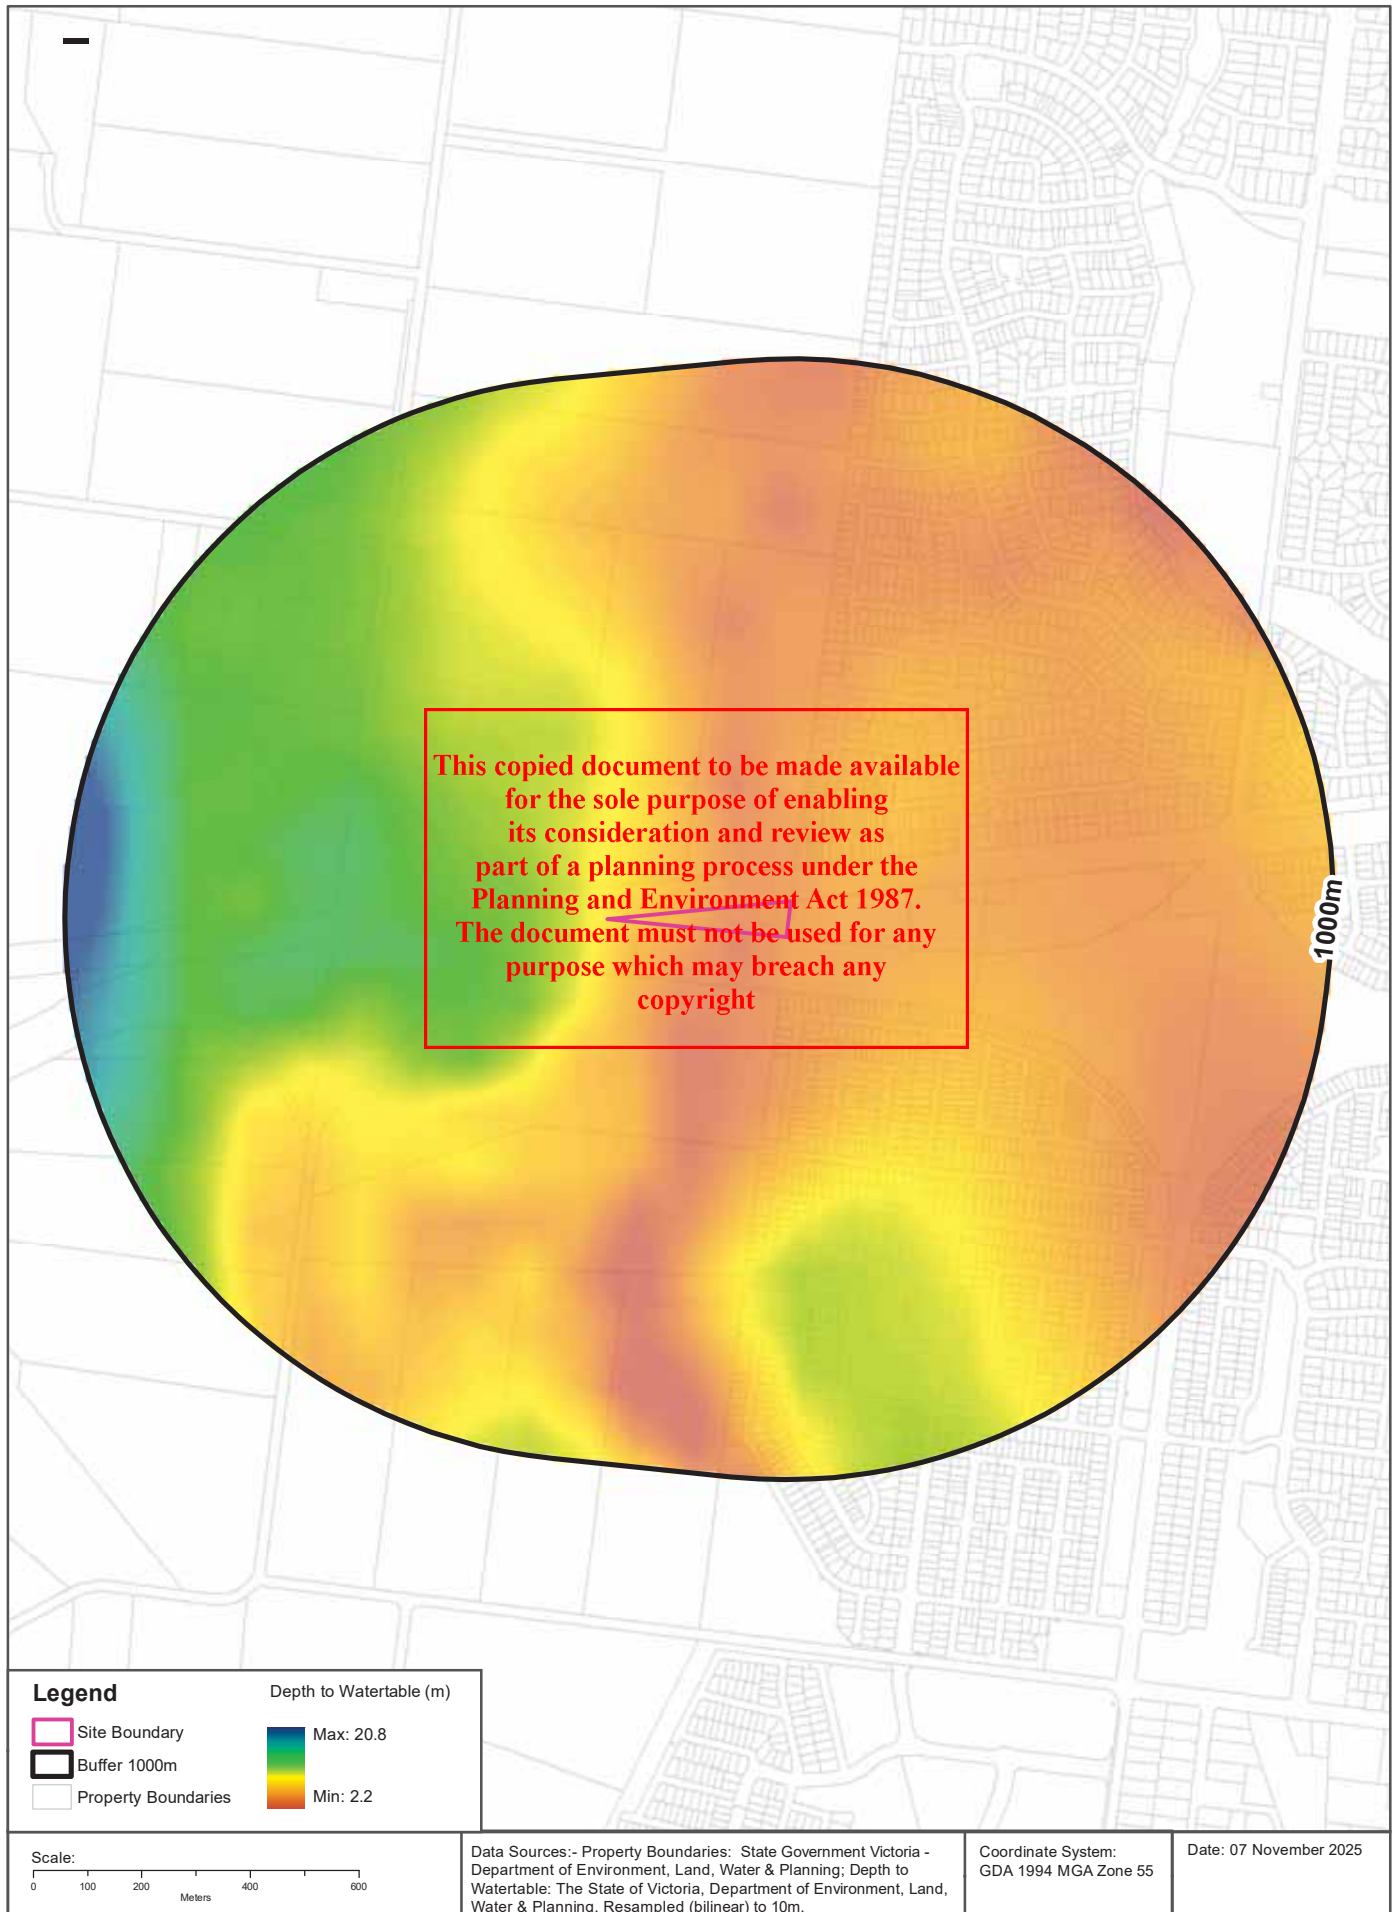 This copied document to be made available
for the sole purpose of enabling
its consideration and review as
part of a planning process under the
Planning and Environment Act 1987.
The document must not be used for any
purpose which may breach any
copyright
1000m
Legend
Site Boundary
Buffer 1000m
Property Boundaries
Depth to Watertable (m)
Max: 20.8
Min: 2.2
Scale:
0 100 200 400 600
Meters
Data Sources:- Property Boundaries: State Government Victoria -
Department of Environment, Land, Water & Planning; Depth to
Watertable: The State of Victoria, Department of Environment, Land,
Water & Planning. Resampled (bilinear) to 10m.
Coordinate System:
GDA 1994 MGA Zone 55
Date: 07 November 2025